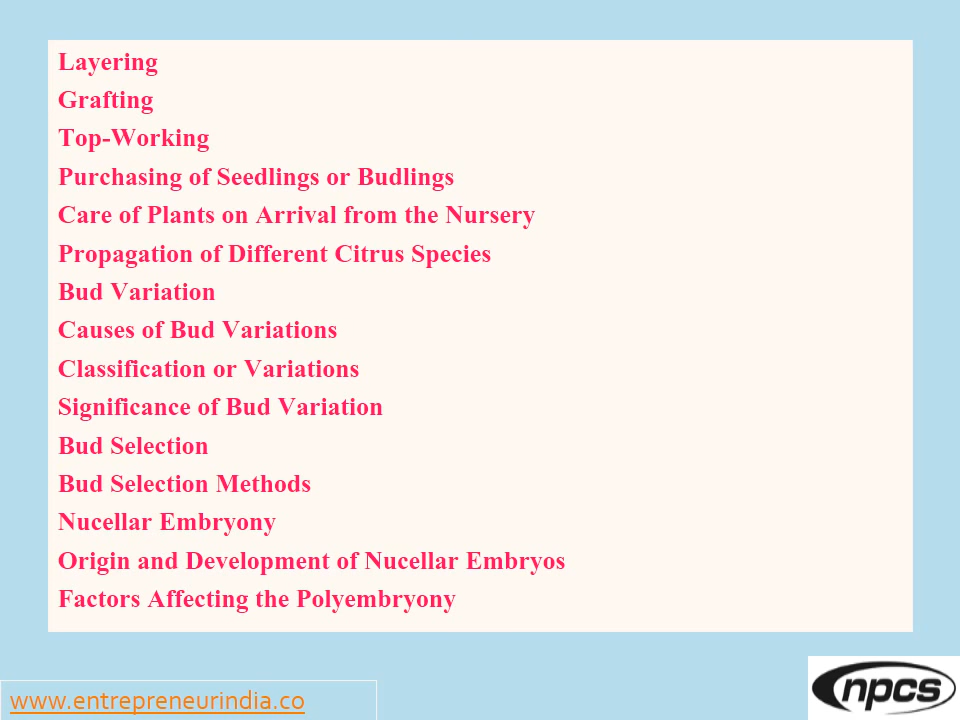 Layering
Grafting
Top-Working
Purchasing of Seedlings or Budlings
Care of Plants on Arrival from the Nursery
Propagation of Different Citrus Species
Bud Variation
Causes of Bud Variations
Classification or Variations
Significance of Bud Variation
Bud Selection
Bud Selection Methods
Nucellar Embryony
Origin and Development of Nucellar Embryos
Factors Affecting the Polyembryony
www.entrepreneurindia.co
npcs